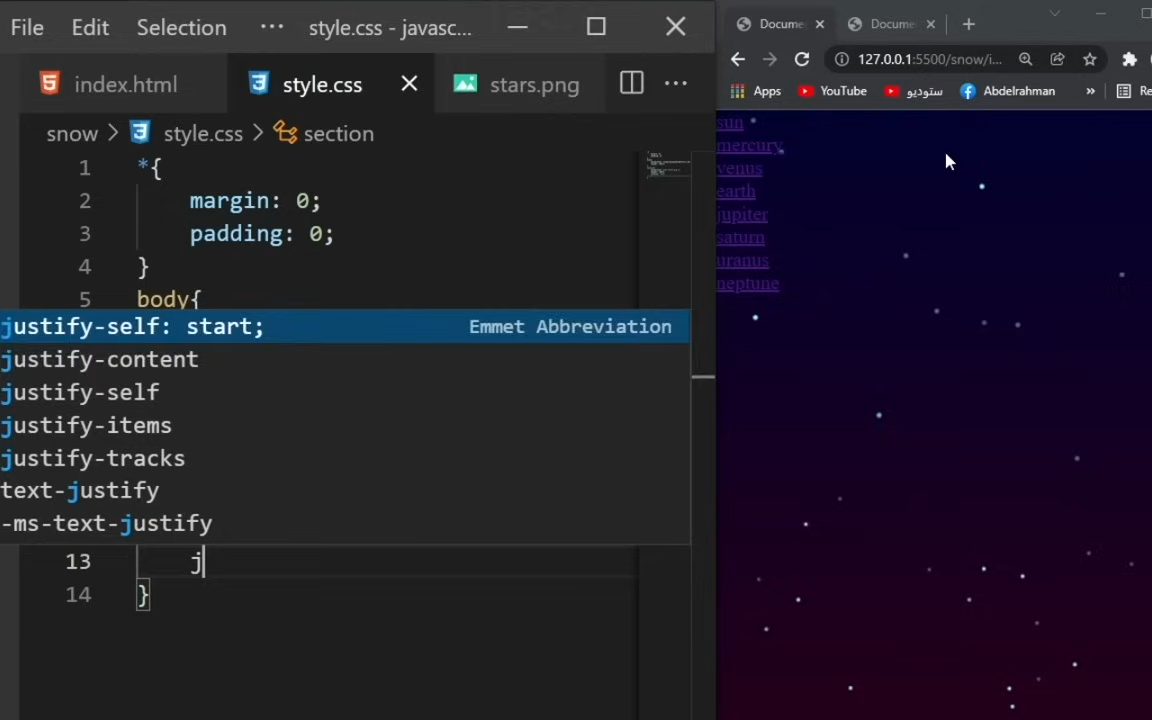 File Edit Selection ··· style.css - javasc...
index.html style.css stars.png ···
snow > style.css > section
1 *{
2 margin: 0;
3 padding: 0;
4 }
5 body{
justify-self: start; Emmet Abbreviation
justify-content
justify-self
justify-items
justify-tracks
text-justify
-ms-text-justify
13 j
14 }
Docume
Docume
127.0.0.1:5500/snow/i...
Apps YouTube ستوديو Abdelrahman » Re
sun
mercury
venus
earth
jupiter
saturn
uranus
neptune